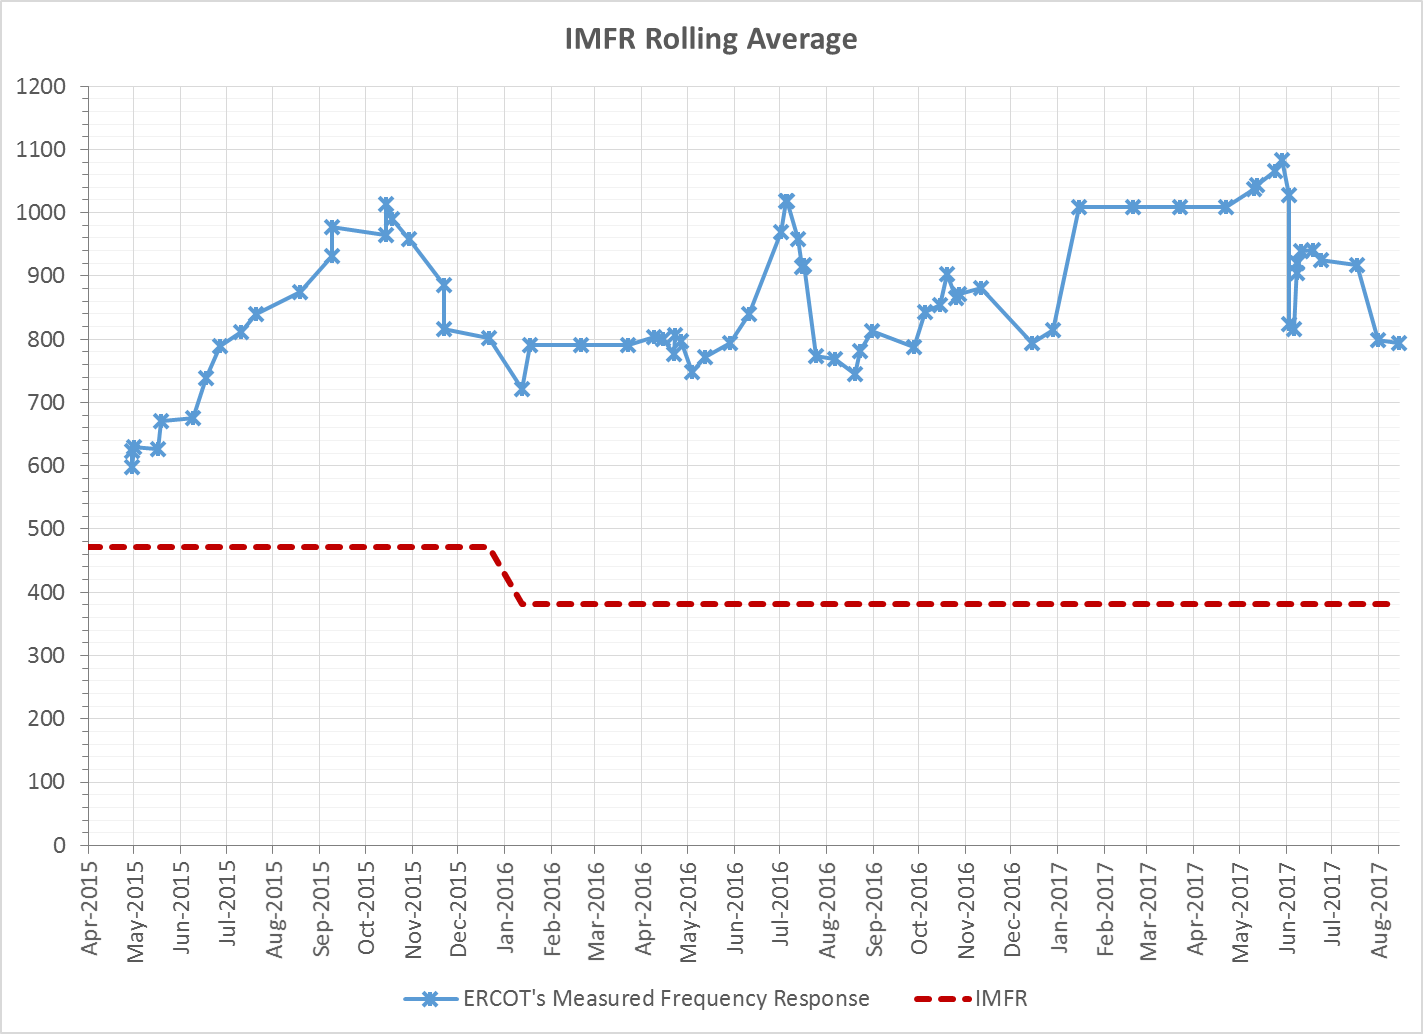 IMFR Rolling Average
1200
1100
1000
900
800
700
600
500
400
300
200
100
0
Apr-2015
May-2015
Jun-2015
Jul-2015
Aug-2015
Sep-2015
Oct-2015
Nov-2015
Dec-2015
Jan-2016
Feb-2016
Mar-2016
Apr-2016
May-2016
Jun-2016
Jul-2016
Aug-2016
Sep-2016
Oct-2016
Nov-2016
Dec-2016
Jan-2017
Feb-2017
Mar-2017
Apr-2017
May-2017
Jun-2017
Jul-2017
Aug-2017
ERCOT's Measured Frequency Response
IMFR